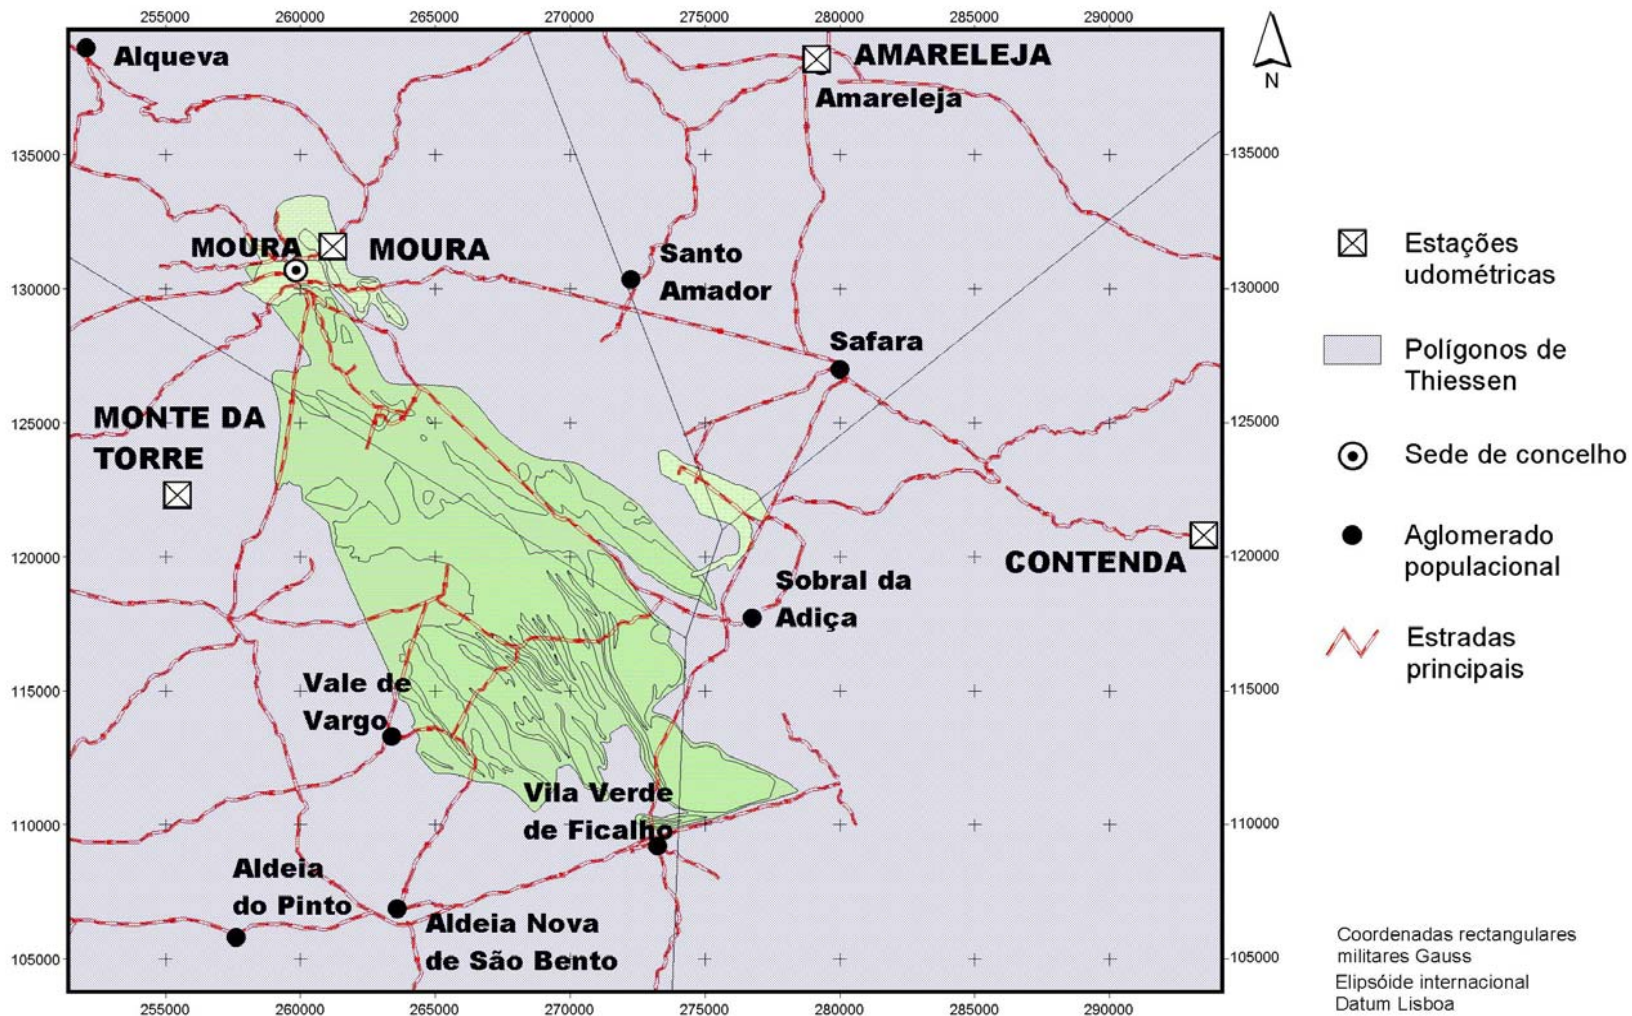 255000 260000 265000 270000 275000 280000 285000 290000
Alqueva
AMARELEJA
Amareleja
N
135000 135000
MOURA
MOURA
Santo
Amador
130000 130000
Safara
MONTE DA
TORRE
125000 125000
120000 120000
CONTENDA
Sobral da
Adiça
Vale de
Vargo
115000 115000
Vila Verde
de Ficalho
110000 110000
Aldeia
do Pinto
Aldeia Nova
de São Bento
105000 105000
255000 260000 265000 270000 275000 280000 285000 290000
Estações
udométricas
Polígonos de
Thiessen
Sede de concelho
Aglomerado
populacional
Estradas
principais
Coordenadas rectangulares
militares Gauss
Elipsóide internacional
Datum Lisboa